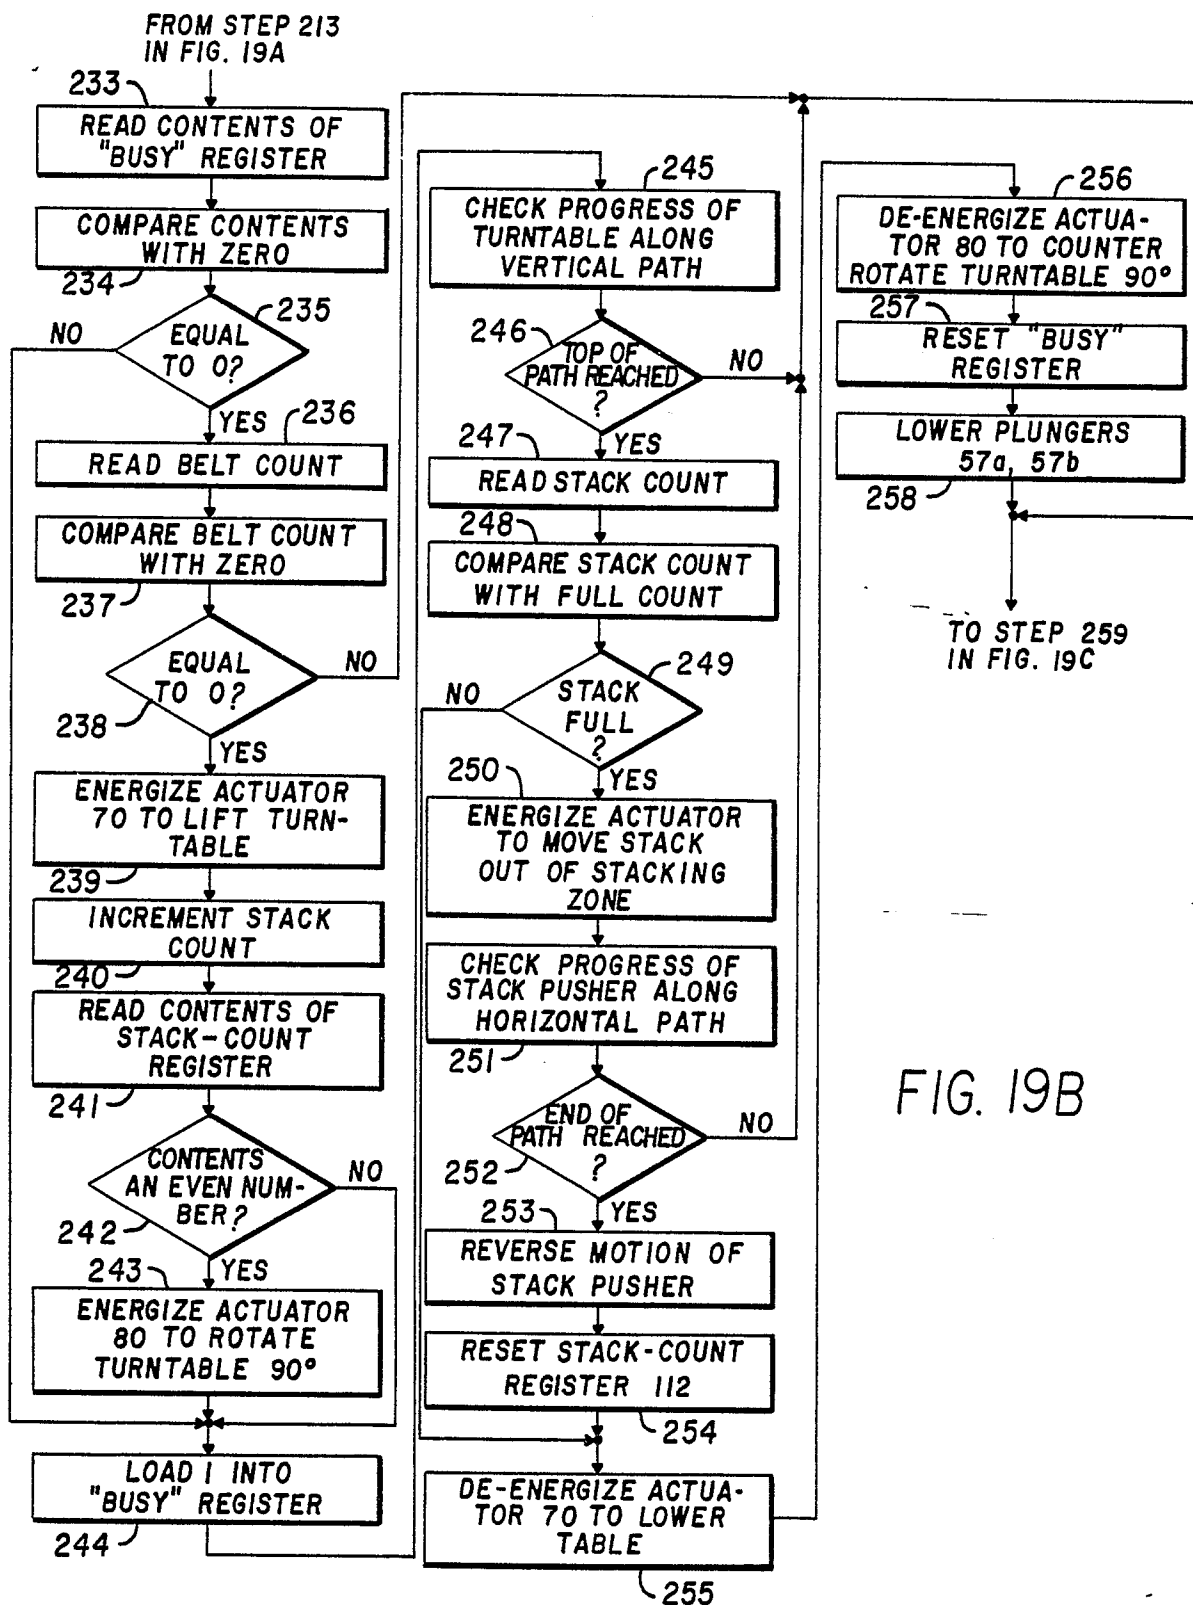 FROM STEP 213
IN FIG. 19A
233
READ CONTENTS OF
"BUSY" REGISTER
COMPARE CONTENTS
WITH ZERO
234
235
EQUAL
TO 0?
NO
YES
236
READ BELT COUNT
COMPARE BELT COUNT
WITH ZERO
237
EQUAL
TO 0?
NO
238
YES
ENERGIZE ACTUATOR
70 TO LIFT TURN-
TABLE
239
INCREMENT STACK
COUNT
240
READ CONTENTS OF
STACK-COUNT
REGISTER
241
CONTENTS
AN EVEN NUM-
BER?
NO
242
YES
243
ENERGIZE ACTUATOR
80 TO ROTATE
TURNTABLE 90°
LOAD 1 INTO
"BUSY" REGISTER
244
245
CHECK PROGRESS OF
TURNTABLE ALONG
VERTICAL PATH
246
TOP OF
PATH REACHED
?
NO
YES
247
READ STACK COUNT
248
COMPARE STACK COUNT
WITH FULL COUNT
249
NO
STACK
FULL
?
YES
250
ENERGIZE ACTUATOR
TO MOVE STACK
OUT OF STACKING
ZONE
CHECK PROGRESS OF
STACK PUSHER ALONG
HORIZONTAL PATH
251
END OF
PATH REACHED
?
NO
252
YES
253
REVERSE MOTION OF
STACK PUSHER
RESET STACK-COUNT
REGISTER 112
254
DE-ENERGIZE ACTUA-
TOR 70 TO LOWER
TABLE
255
256
DE-ENERGIZE ACTUA-
TOR 80 TO COUNTER
ROTATE TURNTABLE 90°
257
RESET "BUSY"
REGISTER
LOWER PLUNGERS
57a, 57b
258
TO STEP 259
IN FIG. 19C
FIG. 19B